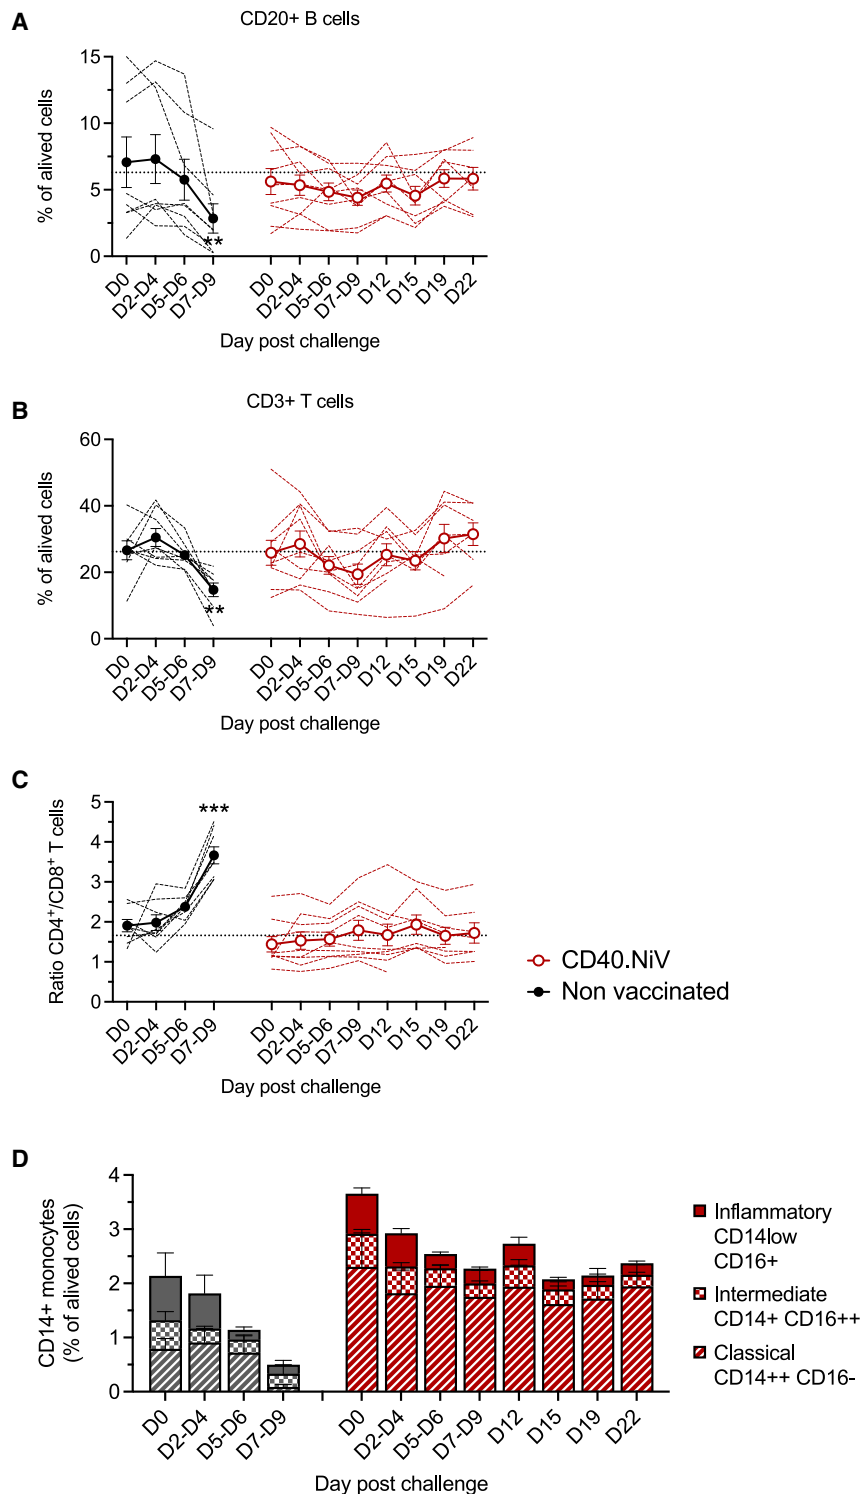 A
CD20+ B cells
% of alived cells
15
10
5
0
**
D0
D2-D4
D5-D6
D7-D9
D0
D2-D4
D5-D6
D7-D9
D12
D15
D19
D22
Day post challenge
B
CD3+ T cells
% of alived cells
60
40
20
0
**
D0
D2-D4
D5-D6
D7-D9
D0
D2-D4
D5-D6
D7-D9
D12
D15
D19
D22
Day post challenge
C
Ratio CD4⁺/CD8⁺ T cells
5
4
3
2
1
0
***
D0
D2-D4
D5-D6
D7-D9
D0
D2-D4
D5-D6
D7-D9
D12
D15
D19
D22
Day post challenge
CD40.NiV
Non vaccinated
D
CD14+ monocytes
(% of alived cells)
4
3
2
1
0
D0
D2-D4
D5-D6
D7-D9
D0
D2-D4
D5-D6
D7-D9
D12
D15
D19
D22
Day post challenge
Inflammatory
CD14low
CD16+
Intermediate
CD14+ CD16++
Classical
CD14++ CD16-